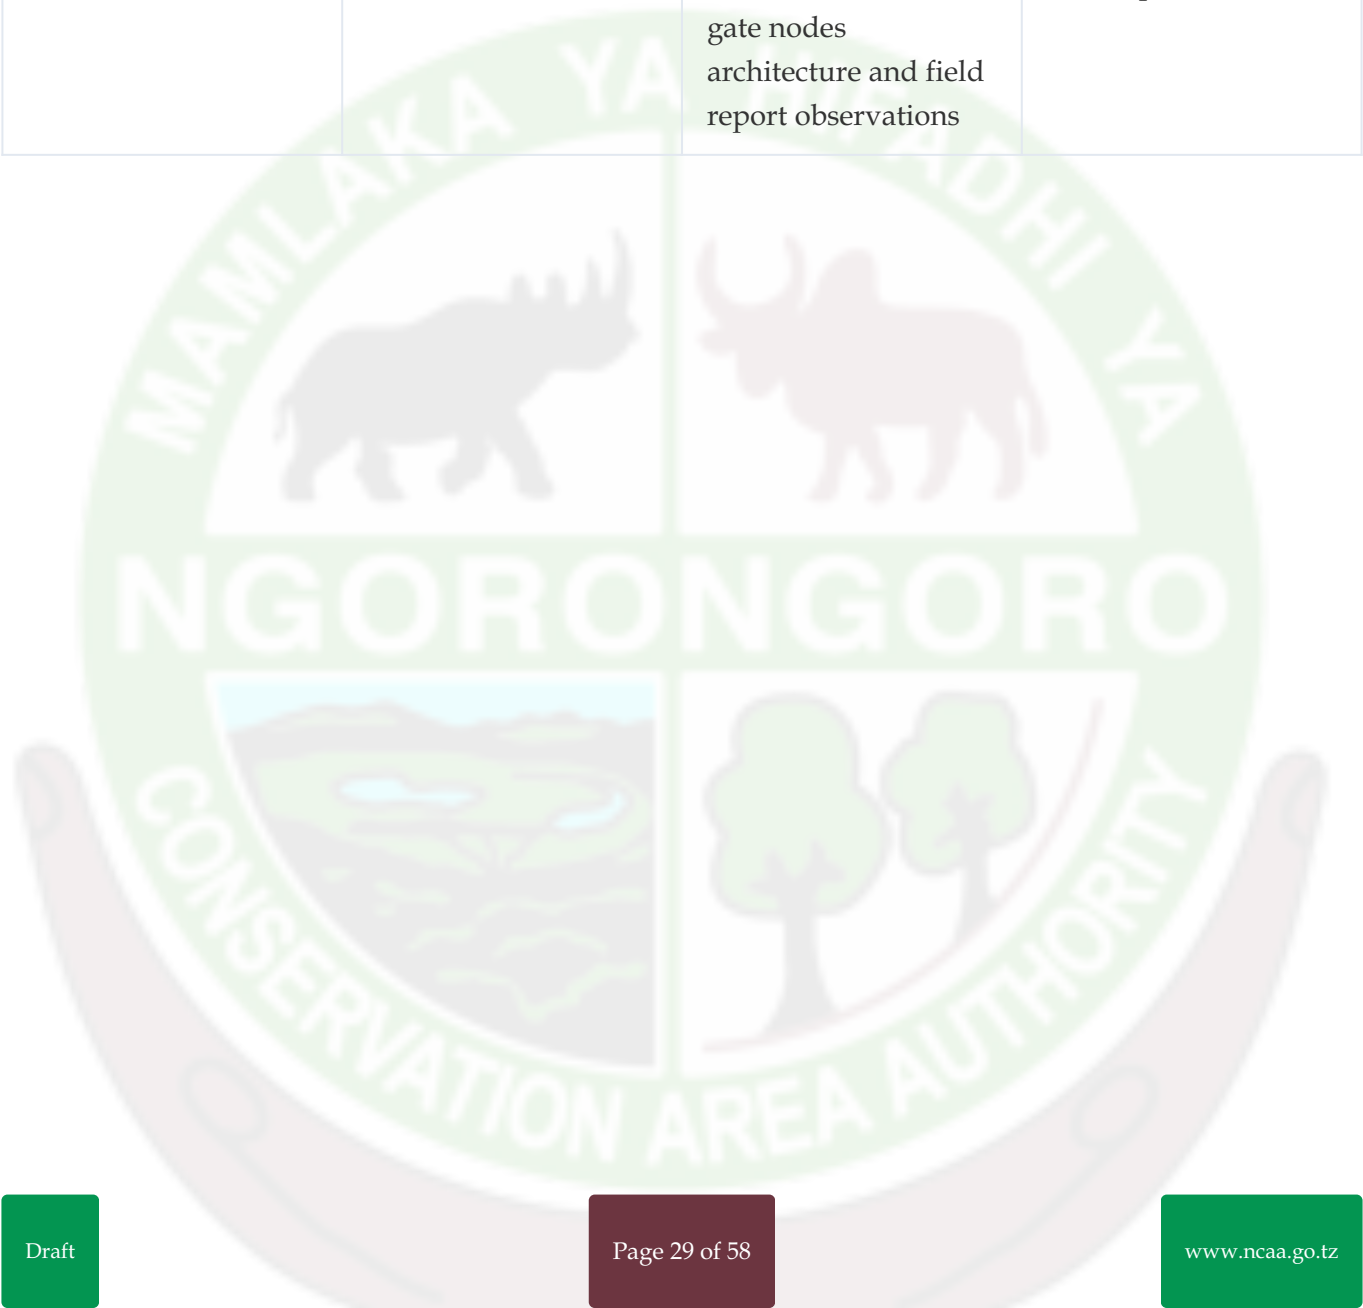 gate nodes
architecture and field
report observations
MAMLAKA YA HIFADHI YA
NGORONGORO
CONSERVATION AREA AUTHORITY
Draft
Page 29 of 58
www.ncaa.go.tz